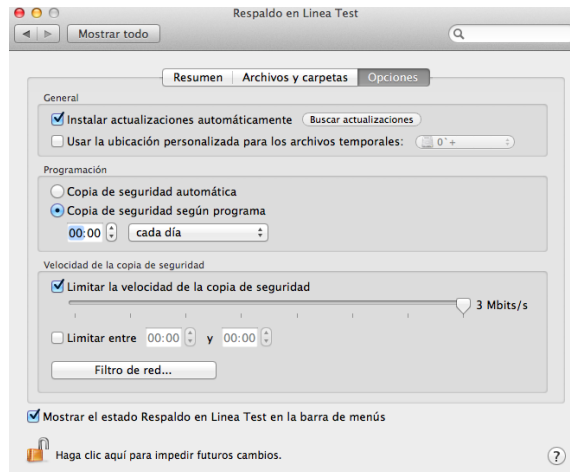 Respaldo en Linea Test
Mostrar todo
Resumen Archivos y carpetas Opciones
General
Instalar actualizaciones automáticamente Buscar actualizaciones
Usar la ubicación personalizada para los archivos temporales: 0`+
Programación
Copia de seguridad automática
Copia de seguridad según programa
00:00 cada día
Velocidad de la copia de seguridad
Limitar la velocidad de la copia de seguridad
3 Mbits/s
Limitar entre 00:00 y 00:00
Filtro de red...
Mostrar el estado Respaldo en Linea Test en la barra de menús
Haga clic aquí para impedir futuros cambios. ?